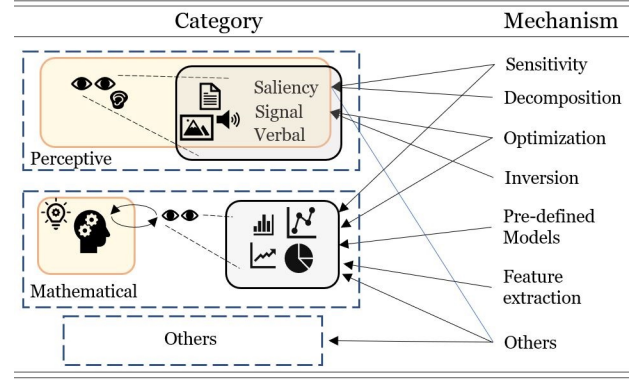 Category
Mechanism
Saliency
Signal
Verbal
Perceptive
Mathematical
Others
Sensitivity
Decomposition
Optimization
Inversion
Pre-defined
Models
Feature
extraction
Others